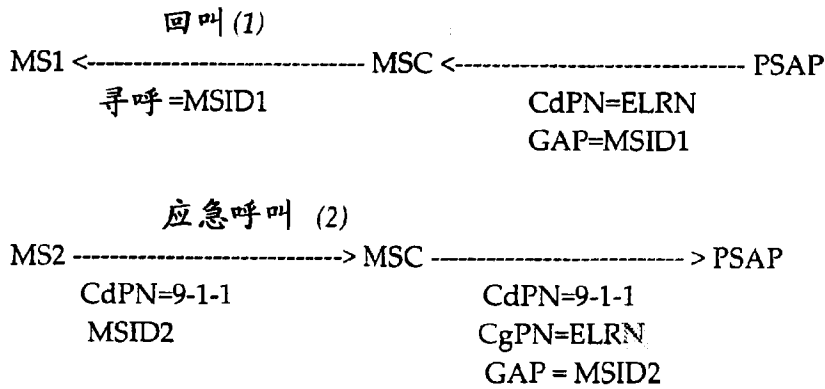 回叫 (1)
MS1 <---------------------------- MSC <----------------------------- PSAP
寻呼=MSID1 CdPN=ELRN
GAP=MSID1
应急呼叫 (2)
MS2 ---------------------------> MSC -------------------------- > PSAP
CdPN=9-1-1 CdPN=9-1-1
MSID2 CgPN=ELRN
GAP = MSID2